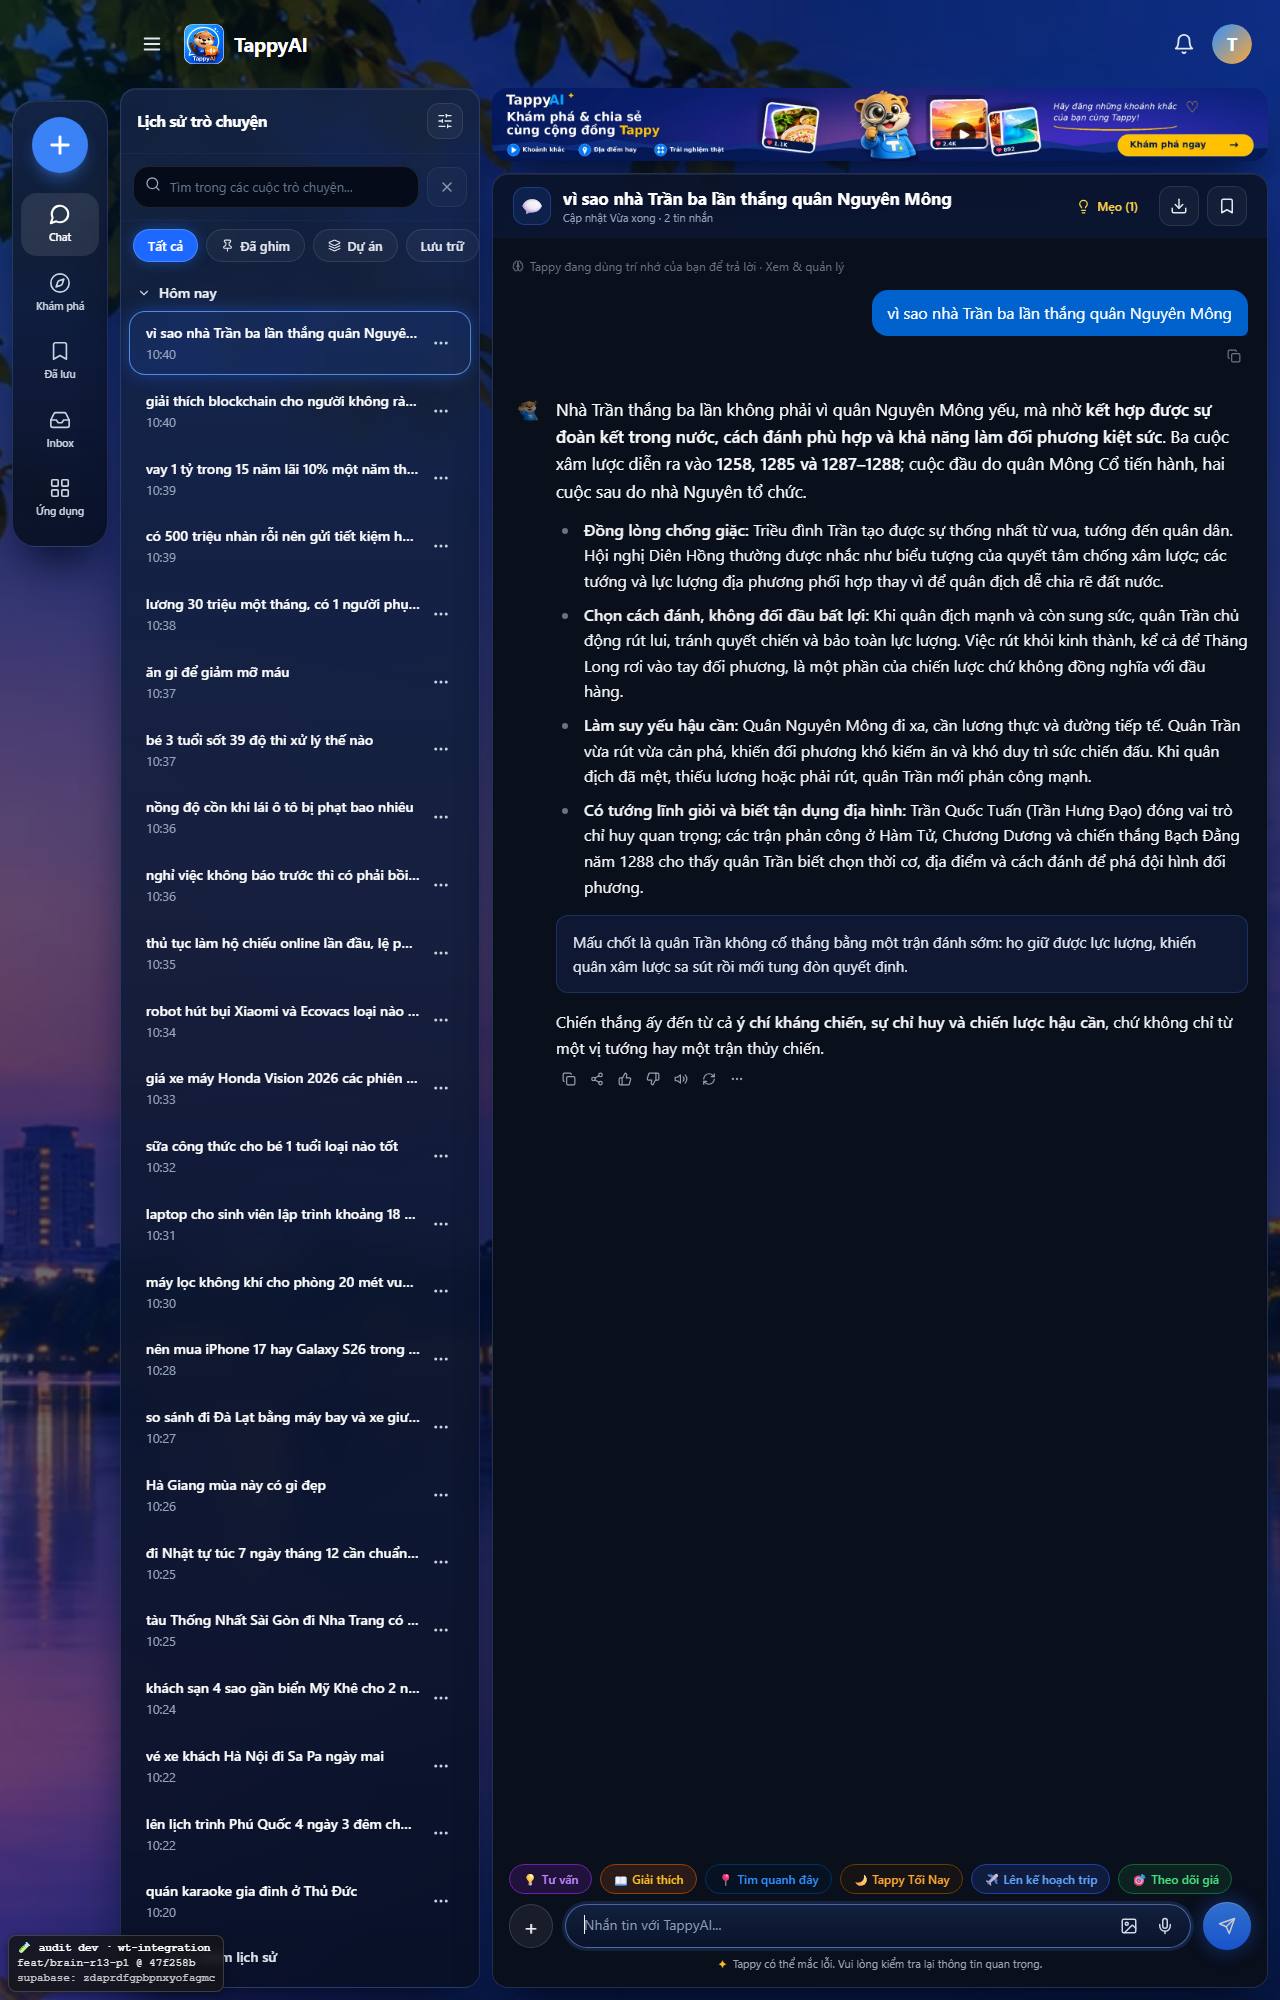 TappyAI
T
Lịch sử trò chuyện
Tìm trong các cuộc trò chuyện...
Tất cả
Đã ghim
Dự án
Lưu trữ
Chat
Khám phá
Đã lưu
Inbox
Ứng dụng
Hôm nay
vì sao nhà Trần ba lần thắng quân Nguyê...
10:40
giải thích blockchain cho người không rà...
10:40
vay 1 tỷ trong 15 năm lãi 10% một năm th...
10:39
có 500 triệu nhàn rỗi nên gửi tiết kiệm h...
10:39
lương 30 triệu một tháng, có 1 người phụ...
10:38
ăn gì để giảm mỡ máu
10:37
bé 3 tuổi sốt 39 độ thì xử lý thế nào
10:37
nồng độ cồn khi lái ô tô bị phạt bao nhiêu
10:36
nghỉ việc không báo trước thì có phải bồi...
10:36
thủ tục làm hộ chiếu online lần đầu, lệ p...
10:35
robot hút bụi Xiaomi và Ecovacs loại nào ...
10:34
giá xe máy Honda Vision 2026 các phiên ...
10:33
sữa công thức cho bé 1 tuổi loại nào tốt
10:32
laptop cho sinh viên lập trình khoảng 18 ...
10:31
máy lọc không khí cho phòng 20 mét vu...
10:30
nên mua iPhone 17 hay Galaxy S26 trong ...
10:28
so sánh đi Đà Lạt bằng máy bay và xe giư...
10:27
Hà Giang mùa này có gì đẹp
10:26
đi Nhật tự túc 7 ngày tháng 12 cần chuẩn...
10:25
tàu Thống Nhất Sài Gòn đi Nha Trang có ...
10:25
khách sạn 4 sao gần biển Mỹ Khê cho 2 n...
10:24
vé xe khách Hà Nội đi Sa Pa ngày mai
10:22
lên lịch trình Phú Quốc 4 ngày 3 đêm ch...
10:22
quán karaoke gia đình ở Thủ Đức
10:20
lịch sử
audit dev · wt-integration
feat/brain-r13-p1 @ 47f258b
supabase: zdaprdfgpbpnxyofagmc
TappyAI
Khám phá & chia sẻ
cùng cộng đồng Tappy
Khoảnh khắc
Địa điểm hay
Trải nghiệm thật
1.1K
2.4K
892
Hãy đăng những khoảnh khắc
của bạn cùng Tappy!
Khám phá ngay →
vì sao nhà Trần ba lần thắng quân Nguyên Mông
Cập nhật Vừa xong · 2 tin nhắn
Mẹo (1)
Tappy đang dùng trí nhớ của bạn để trả lời · Xem & quản lý
vì sao nhà Trần ba lần thắng quân Nguyên Mông
Nhà Trần thắng ba lần không phải vì quân Nguyên Mông yếu, mà nhờ kết hợp được sự
đoàn kết trong nước, cách đánh phù hợp và khả năng làm đối phương kiệt sức. Ba cuộc
xâm lược diễn ra vào 1258, 1285 và 1287–1288; cuộc đầu do quân Mông Cổ tiến hành, hai
cuộc sau do nhà Nguyên tổ chức.
Đồng lòng chống giặc: Triều đình Trần tạo được sự thống nhất từ vua, tướng đến quân dân.
Hội nghị Diên Hồng thường được nhắc như biểu tượng của quyết tâm chống xâm lược; các
tướng và lực lượng địa phương phối hợp thay vì để quân địch dễ chia rẽ đất nước.
Chọn cách đánh, không đối đầu bất lợi: Khi quân địch mạnh và còn sung sức, quân Trần chủ
động rút lui, tránh quyết chiến và bảo toàn lực lượng. Việc rút khỏi kinh thành, kể cả để Thăng
Long rơi vào tay đối phương, là một phần của chiến lược chứ không đồng nghĩa với đầu
hàng.
Làm suy yếu hậu cần: Quân Nguyên Mông đi xa, cần lương thực và đường tiếp tế. Quân Trần
vừa rút vừa cản phá, khiến đối phương khó kiếm ăn và khó duy trì sức chiến đấu. Khi quân
địch đã mệt, thiếu lương hoặc phải rút, quân Trần mới phản công mạnh.
Có tướng lĩnh giỏi và biết tận dụng địa hình: Trần Quốc Tuấn (Trần Hưng Đạo) đóng vai trò
chỉ huy quan trọng; các trận phản công ở Hàm Tử, Chương Dương và chiến thắng Bạch Đằng
năm 1288 cho thấy quân Trần biết chọn thời cơ, địa điểm và cách đánh để phá đội hình đối
phương.
Mấu chốt là quân Trần không cố thắng bằng một trận đánh sớm: họ giữ được lực lượng, khiến
quân xâm lược sa sút rồi mới tung đòn quyết định.
Chiến thắng ấy đến từ cả ý chí kháng chiến, sự chỉ huy và chiến lược hậu cần, chứ không chỉ từ
một vị tướng hay một trận thủy chiến.
Tư vấn
Giải thích
Tìm quanh đây
Tappy Tối Nay
Lên kế hoạch trip
Theo dõi giá
Nhắn tin với TappyAI...
Tappy có thể mắc lỗi. Vui lòng kiểm tra lại thông tin quan trọng.